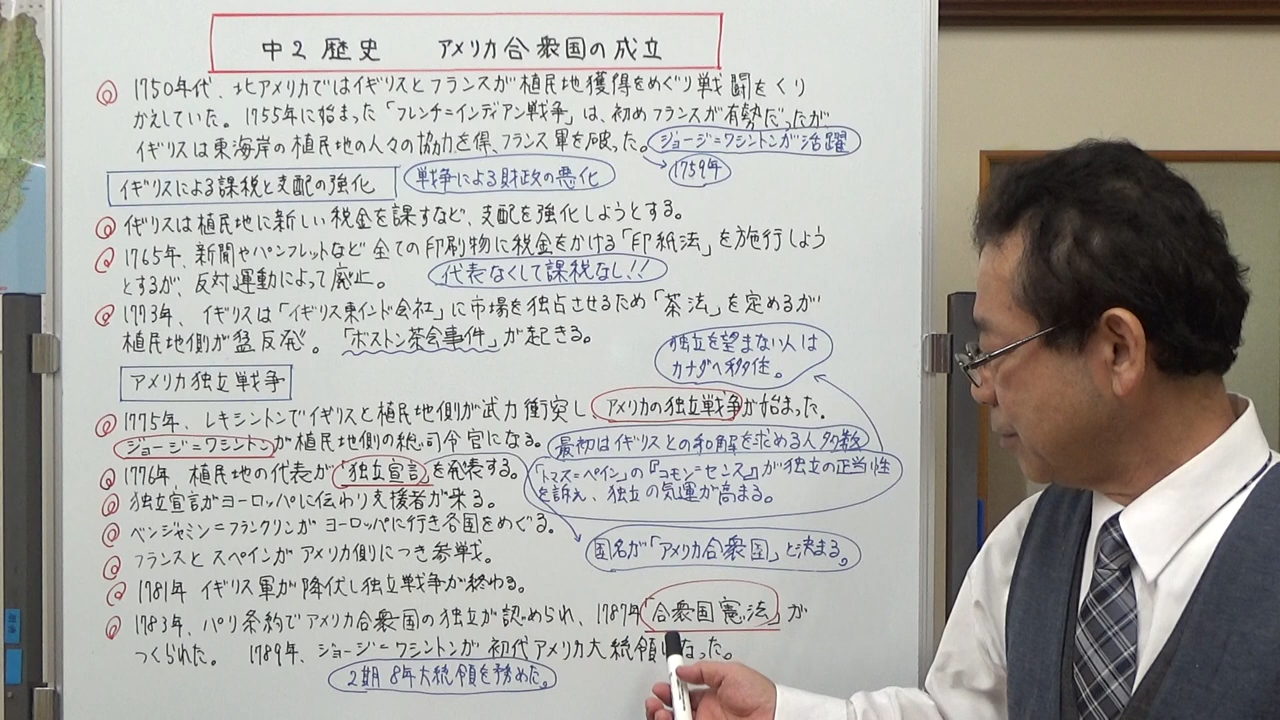 中2 歴史 アメリカ合衆国の成立
1750年代、北アメリカではイギリスとフランスが植民地獲得をめぐり戦闘をくり
かえしていた。1755年に始まった「フレンチ=インディアン戦争」は、初めフランスが有勢だったが
イギリスは東海岸の植民地の人々の協力を得、フランス軍を破った。 ジョージ=ワシントンが活躍
1759年
イギリスによる課税と支配の強化 戦争による財政の悪化
イギリスは植民地に新しい税金を課すなど、支配を強化しようとする。
1765年、新聞やパンフレットなど全ての印刷物に税金をかける「印紙法」を施行しよう
とするが、反対運動によって廃止。 代表なくして課税なし!!
1773年、イギリスは「イギリス東インド会社」に市場を独占させるため「茶法」を定めるが
植民地側が猛反発。「ボストン茶会事件」が起きる。
独立を望まない人は
カナダへ移住。
アメリカ独立戦争
1775年、レキシントンでイギリスと植民地側が武力衝突し、アメリカの独立戦争が始まった。
ジョージ=ワシントンが植民地側の総司令官になる。 最初はイギリスとの和解を求める人多数
1776年、植民地の代表が「独立宣言」を発表する。 「トマス=ペイン」の『コモン=センス』が独立の正当性
を訴え、独立の気運が高まる。
独立宣言がヨーロッパに伝わり支援者が来る。
ベンジャミン=フランクリンがヨーロッパに行き各国をめぐる。
国名が「アメリカ合衆国」と決まる。
フランスとスペインがアメリカ側につき参戦。
1781年 イギリス軍が降伏し独立戦争が終わる。
1783年、パリ条約でアメリカ合衆国の独立が認められ、1787年「合衆国憲法」が
つくられた。 1789年、ジョージ=ワシントンが初代アメリカ大統領になった。
2期8年大統領を務めた。